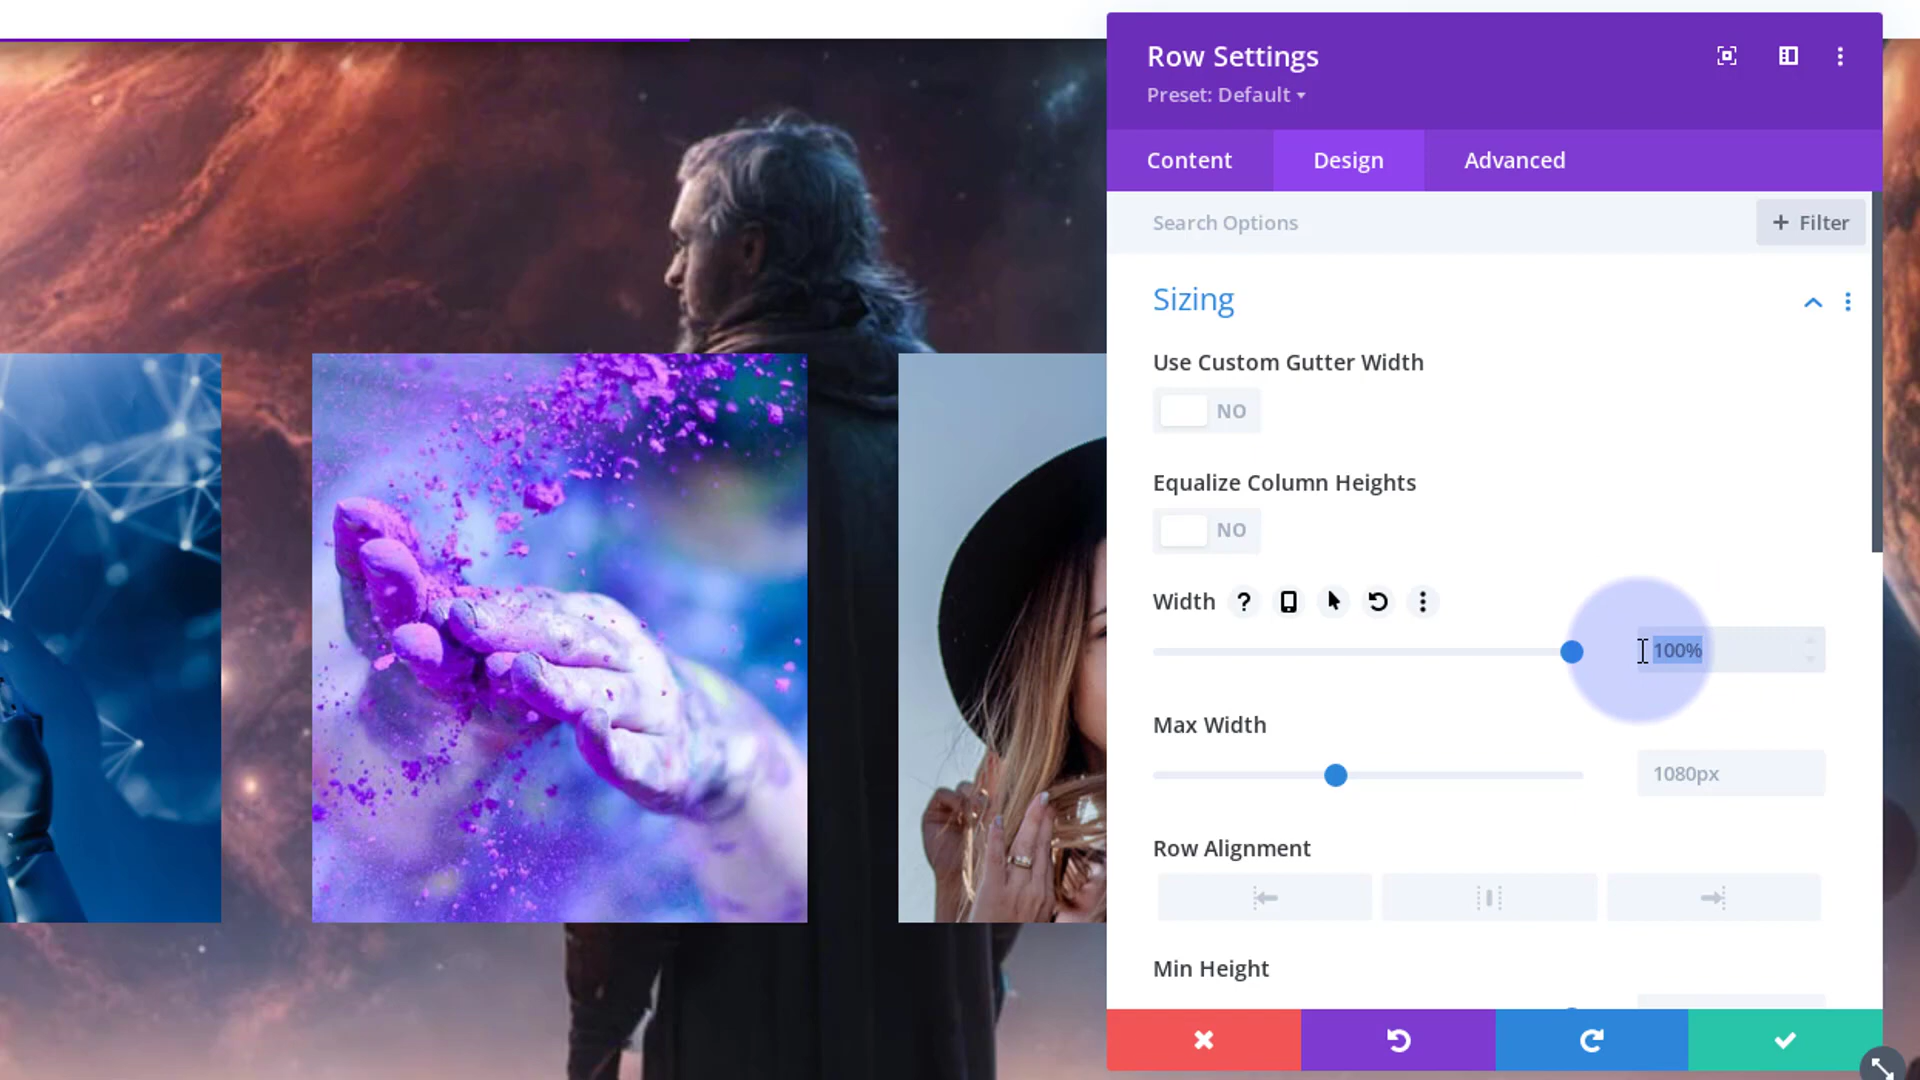 Row Settings
Preset: Default
Content Design Advanced
Search Options
+ Filter
Sizing
Use Custom Gutter Width
NO
Equalize Column Heights
NO
Width ?
100%
Max Width
1080px
Row Alignment
Min Height